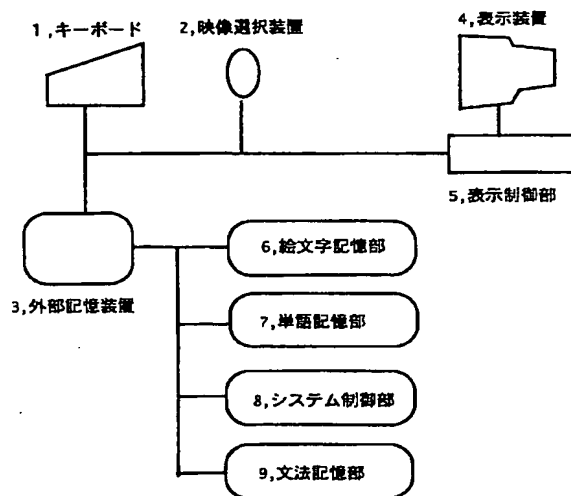 1,キーボード
2,映像選択装置
4,表示装置
5,表示制御部
3,外部記憶装置
6,絵文字記憶部
7,単語記憶部
8,システム制御部
9,文法記憶部